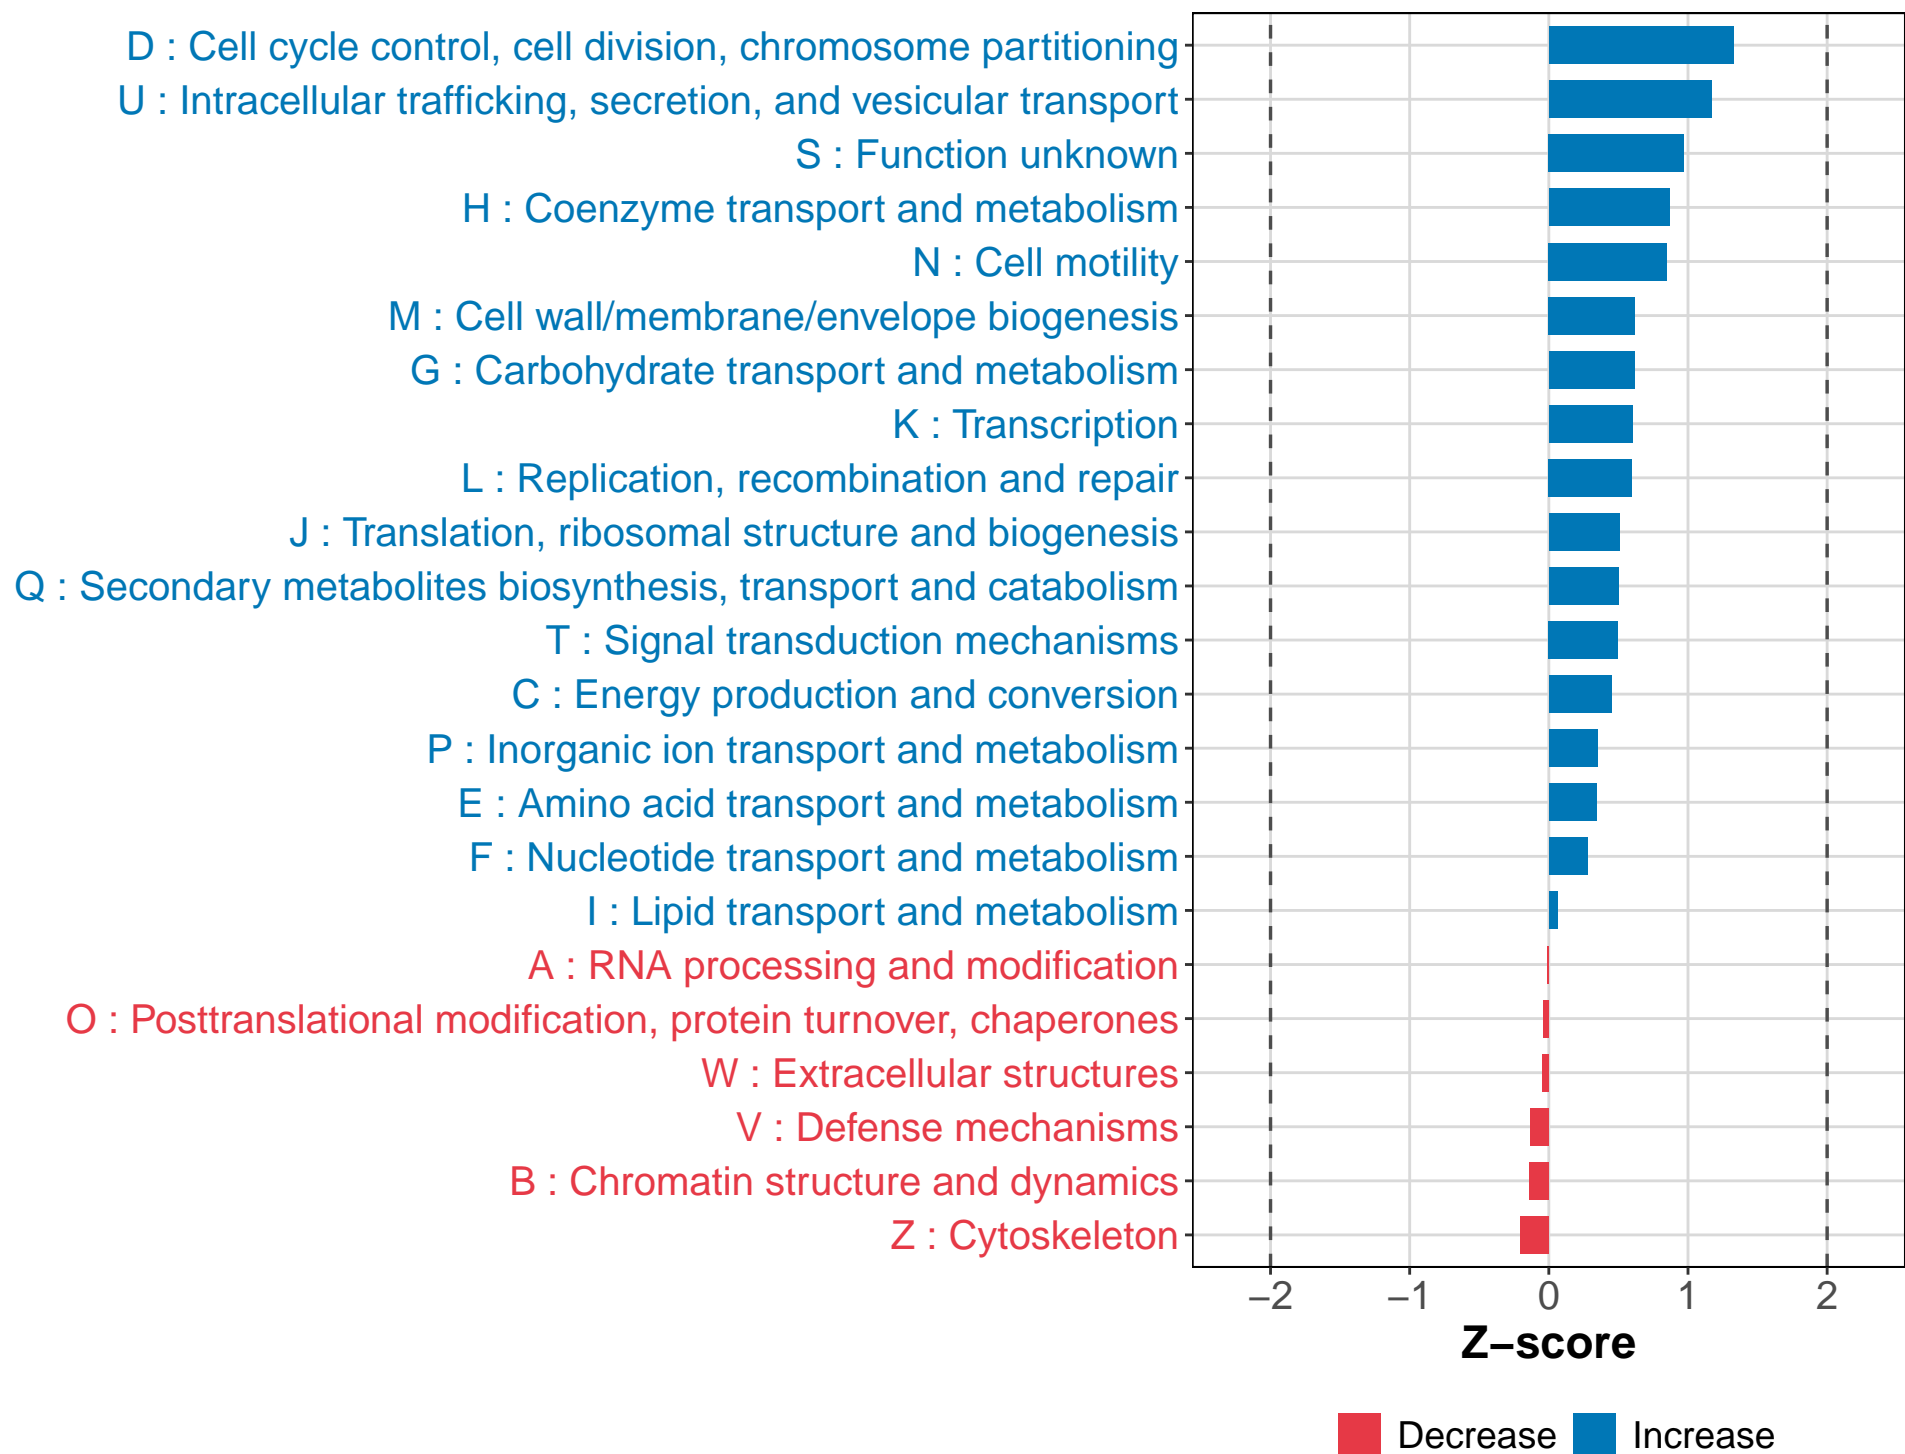 D : Cell cycle control, cell division, chromosome partitioning
U : Intracellular trafficking, secretion, and vesicular transport
S : Function unknown
H : Coenzyme transport and metabolism
N : Cell motility
M : Cell wall/membrane/envelope biogenesis
G : Carbohydrate transport and metabolism
K : Transcription
L : Replication, recombination and repair
J : Translation, ribosomal structure and biogenesis
Q : Secondary metabolites biosynthesis, transport and catabolism
T : Signal transduction mechanisms
C : Energy production and conversion
P : Inorganic ion transport and metabolism
E : Amino acid transport and metabolism
F : Nucleotide transport and metabolism
I : Lipid transport and metabolism
A : RNA processing and modification
O : Posttranslational modification, protein turnover, chaperones
W : Extracellular structures
V : Defense mechanisms
B : Chromatin structure and dynamics
Z : Cytoskeleton
−2 −1 0 1 2
Z−score
Decrease Increase